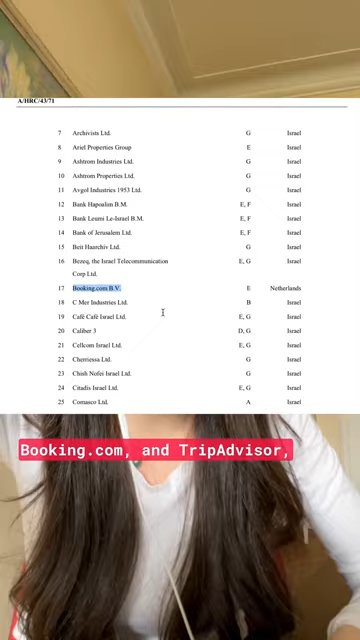 A/HRC/43/71
7 Archivists Ltd. G Israel
8 Ariel Properties Group E Israel
9 Ashtrom Industries Ltd. G Israel
10 Ashtrom Properties Ltd. G Israel
11 Avgol Industries 1953 Ltd. G Israel
12 Bank Hapoalim B.M. E, F Israel
13 Bank Leumi Le-Israel B.M. E, F Israel
14 Bank of Jerusalem Ltd. E, F Israel
15 Beit Haarchiv Ltd. G Israel
16 Bezeq, the Israel Telecommunication E, G Israel
Corp Ltd.
17 Booking.com B.V. E Netherlands
18 C Mer Industries Ltd. B Israel
19 Café Café Israel Ltd. E, G Israel
20 Caliber 3 D, G Israel
21 Cellcom Israel Ltd. E, G Israel
22 Cherriessa Ltd. G Israel
23 Chish Nofei Israel Ltd. G Israel
24 Citadis Israel Ltd. E, G Israel
25 Comasco Ltd. A Israel
Booking.com, and TripAdvisor,